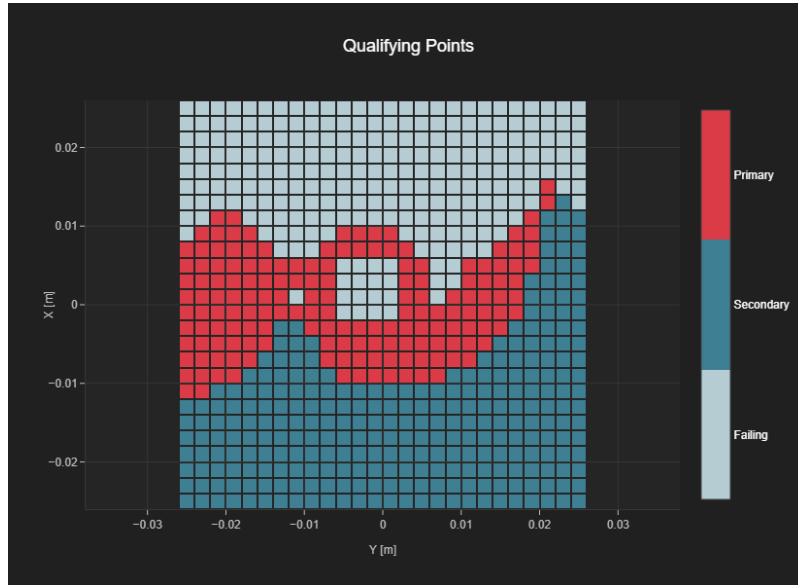 Qualifying Points
0.02
0.01
0
−0.01
−0.02
X [m]
−0.03
−0.02
−0.01
0
0.01
0.02
0.03
Y [m]
Primary
Secondary
Failing